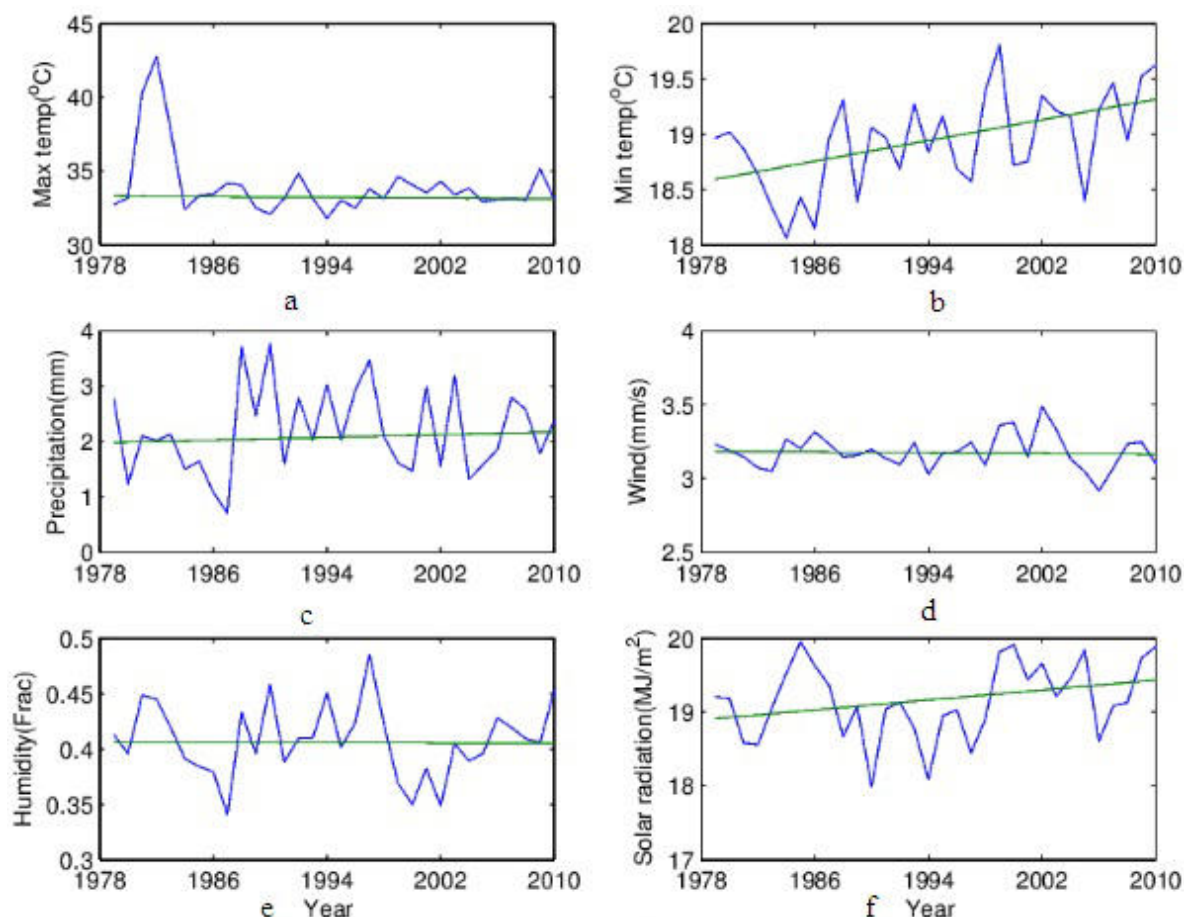 Max temp(°C)
45
40
35
30
1978 1986 1994 2002 2010
a
Min temp(°C)
20
19.5
19
18.5
18
1978 1986 1994 2002 2010
b
Precipitation(mm)
4
3
2
1
0
1978 1986 1994 2002 2010
c
Wind(mm/s)
4
3.5
3
2.5
1978 1986 1994 2002 2010
d
Humidity(Frac)
0.5
0.45
0.4
0.35
0.3
1978 1986 1994 2002 2010
e Year
Solar radiation(MJ/m²)
20
19
18
17
1978 1986 1994 2002 2010
f Year